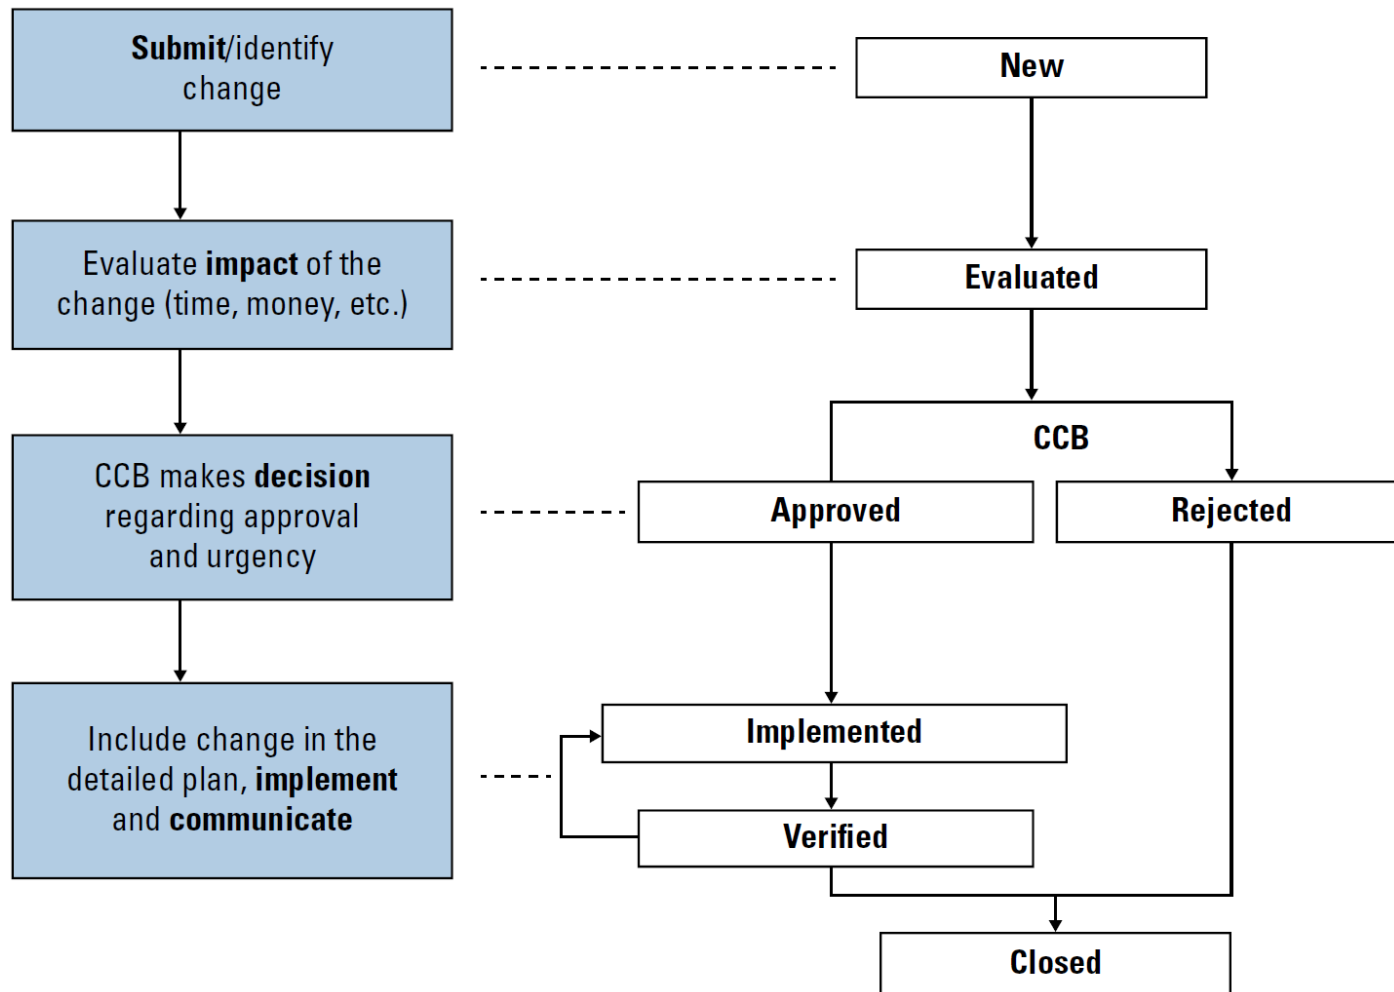 Submit/identify
change
New
Evaluate impact of the
change (time, money, etc.)
Evaluated
CCB makes decision
regarding approval
and urgency
CCB
Approved
Rejected
Include change in the
detailed plan, implement
and communicate
Implemented
Verified
Closed